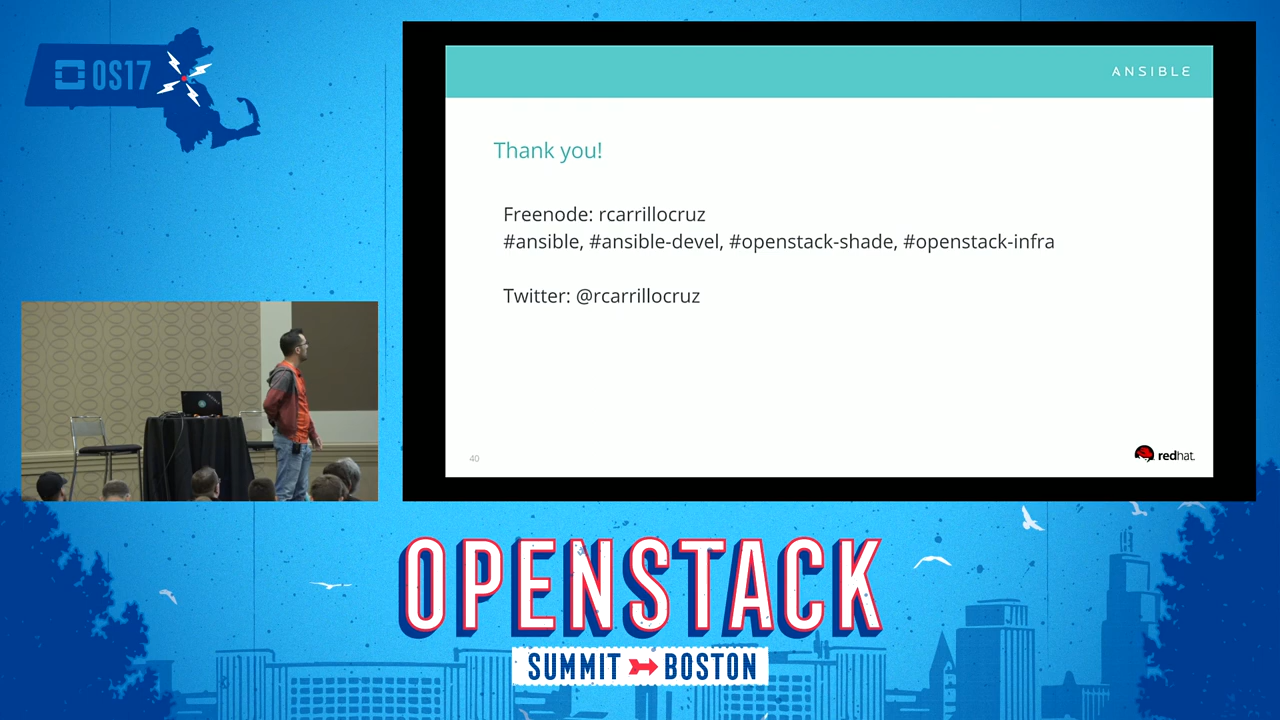 OS17
ANSIBLE
Thank you!
Freenode: rcarrillocruz
#ansible, #ansible-devel, #openstack-shade, #openstack-infra
Twitter: @rcarrillocruz
40
redhat.
OPENSTACK
SUMMIT BOSTON